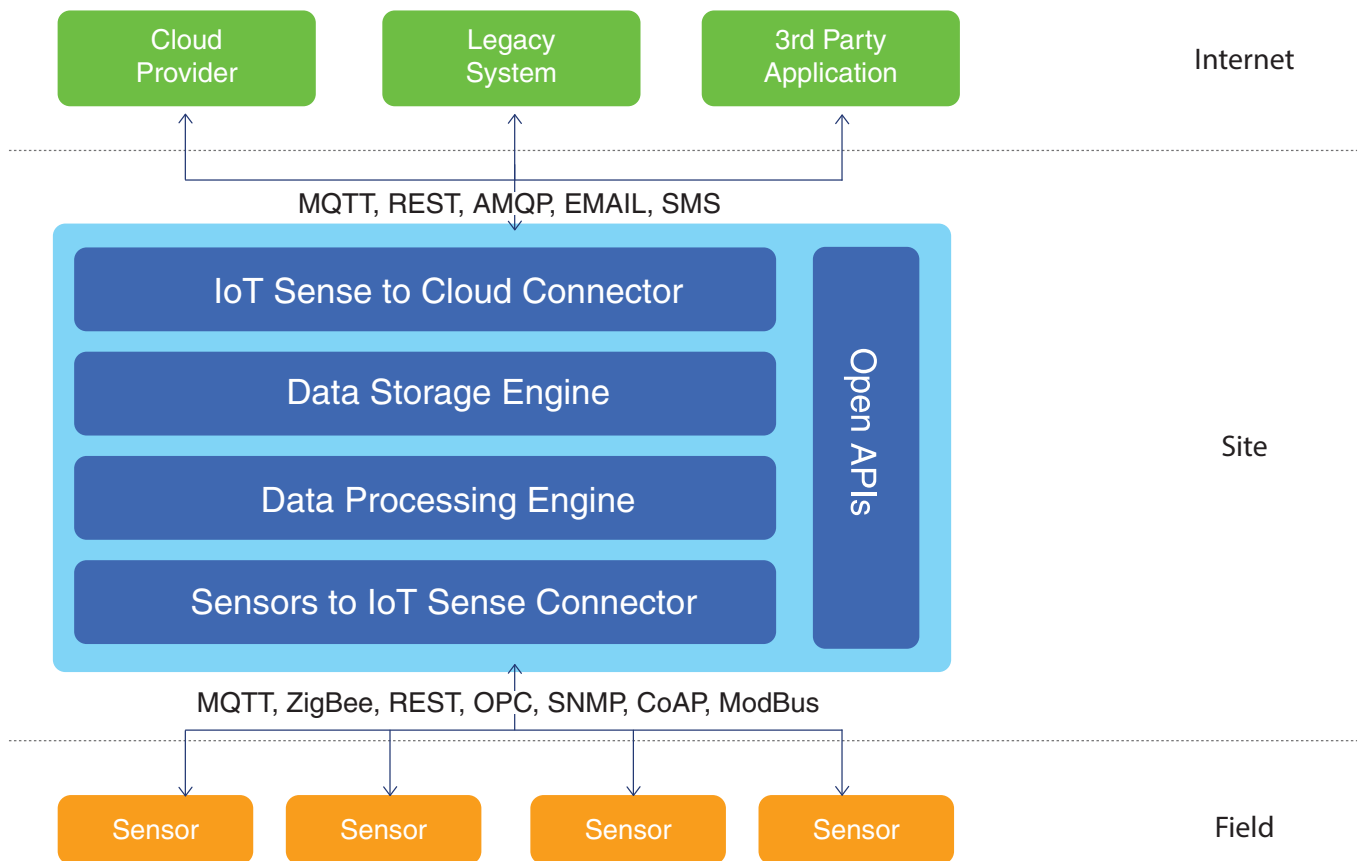 Cloud
Provider
Legacy
System
3rd Party
Application
Internet
MQTT, REST, AMQP, EMAIL, SMS
IoT Sense to Cloud Connector
Data Storage Engine
Data Processing Engine
Sensors to IoT Sense Connector
Open APIs
Site
MQTT, ZigBee, REST, OPC, SNMP, CoAP, ModBus
Sensor
Sensor
Sensor
Sensor
Field